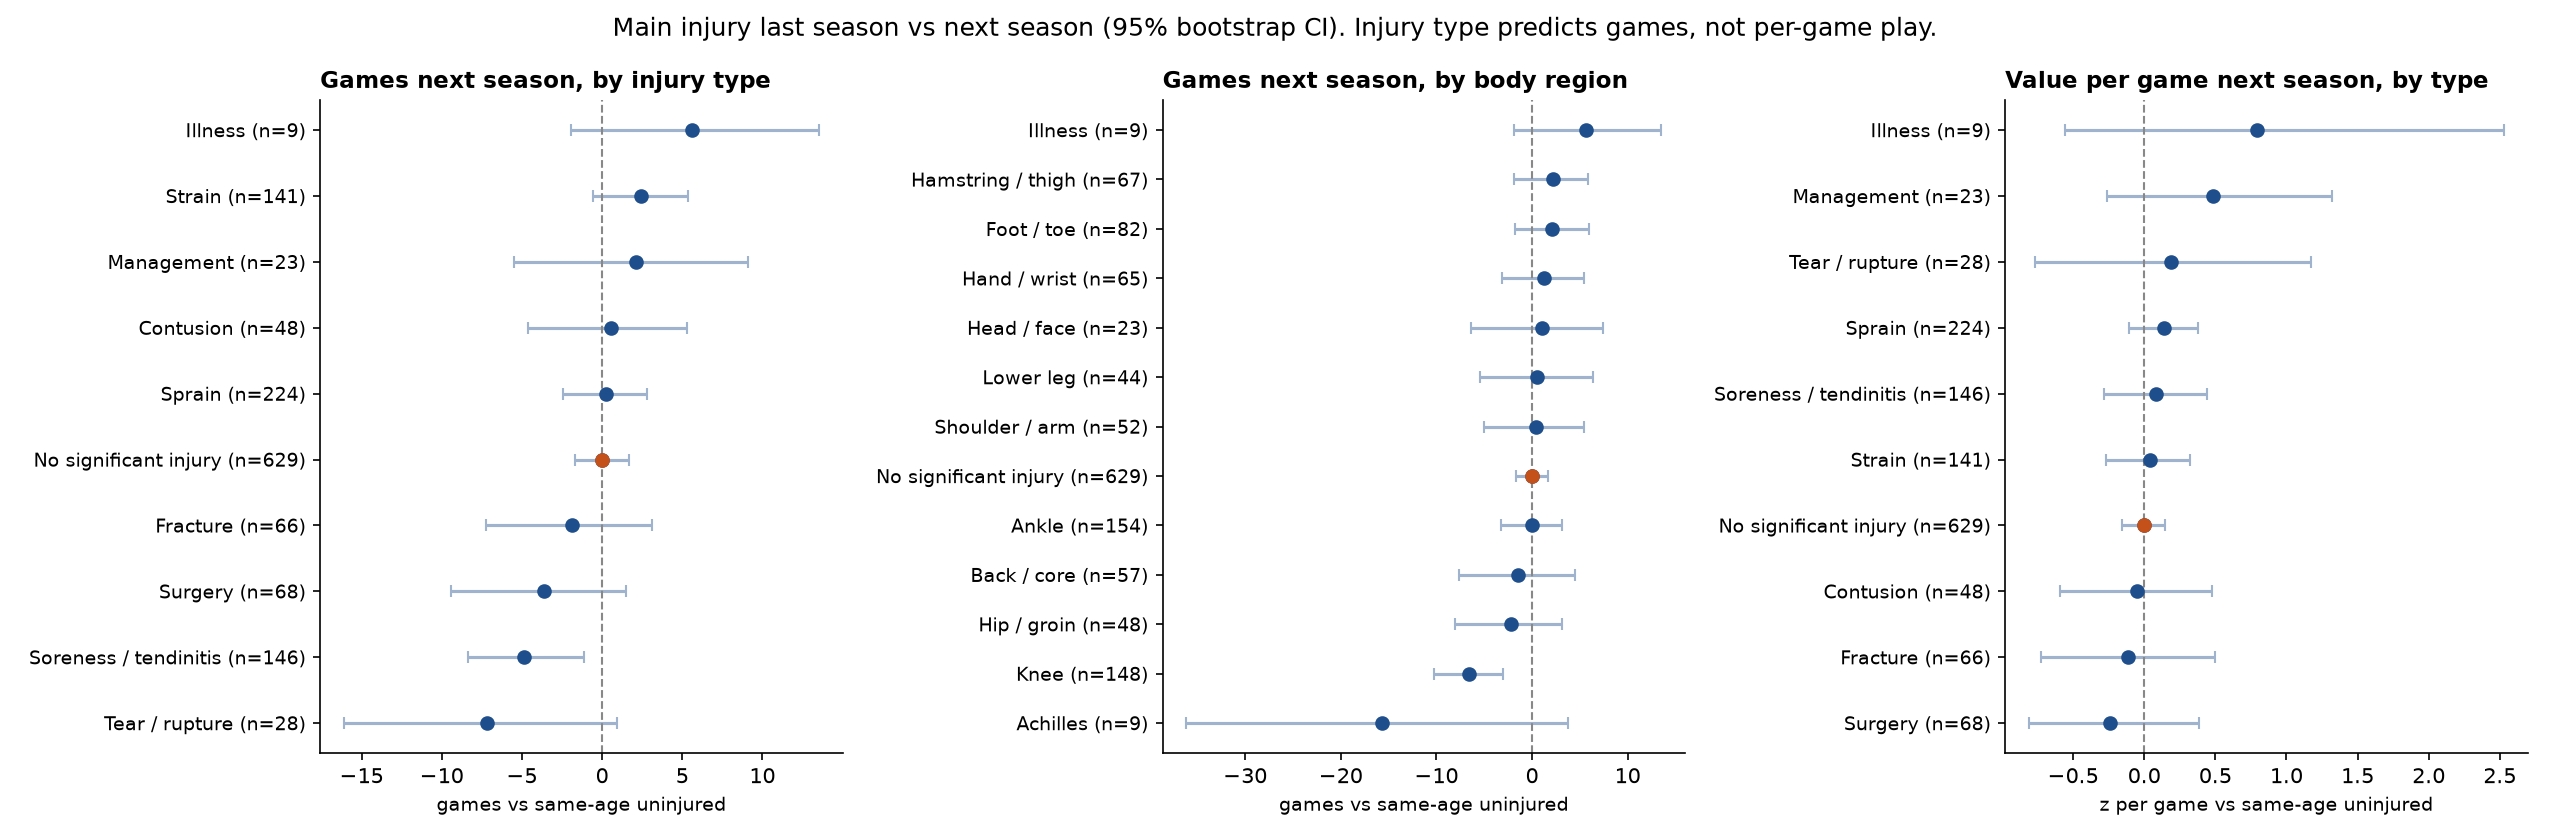 Main injury last season vs next season (95% bootstrap CI). Injury type predicts games, not per-game play.
Games next season, by injury type
Illness (n=9)
Strain (n=141)
Management (n=23)
Contusion (n=48)
Sprain (n=224)
No significant injury (n=629)
Fracture (n=66)
Surgery (n=68)
Soreness / tendinitis (n=146)
Tear / rupture (n=28)
−15 −10 −5 0 5 10
games vs same-age uninjured
Games next season, by body region
Illness (n=9)
Hamstring / thigh (n=67)
Foot / toe (n=82)
Hand / wrist (n=65)
Head / face (n=23)
Lower leg (n=44)
Shoulder / arm (n=52)
No significant injury (n=629)
Ankle (n=154)
Back / core (n=57)
Hip / groin (n=48)
Knee (n=148)
Achilles (n=9)
−30 −20 −10 0 10
games vs same-age uninjured
Value per game next season, by type
Illness (n=9)
Management (n=23)
Tear / rupture (n=28)
Sprain (n=224)
Soreness / tendinitis (n=146)
Strain (n=141)
No significant injury (n=629)
Contusion (n=48)
Fracture (n=66)
Surgery (n=68)
−0.5 0.0 0.5 1.0 1.5 2.0 2.5
z per game vs same-age uninjured